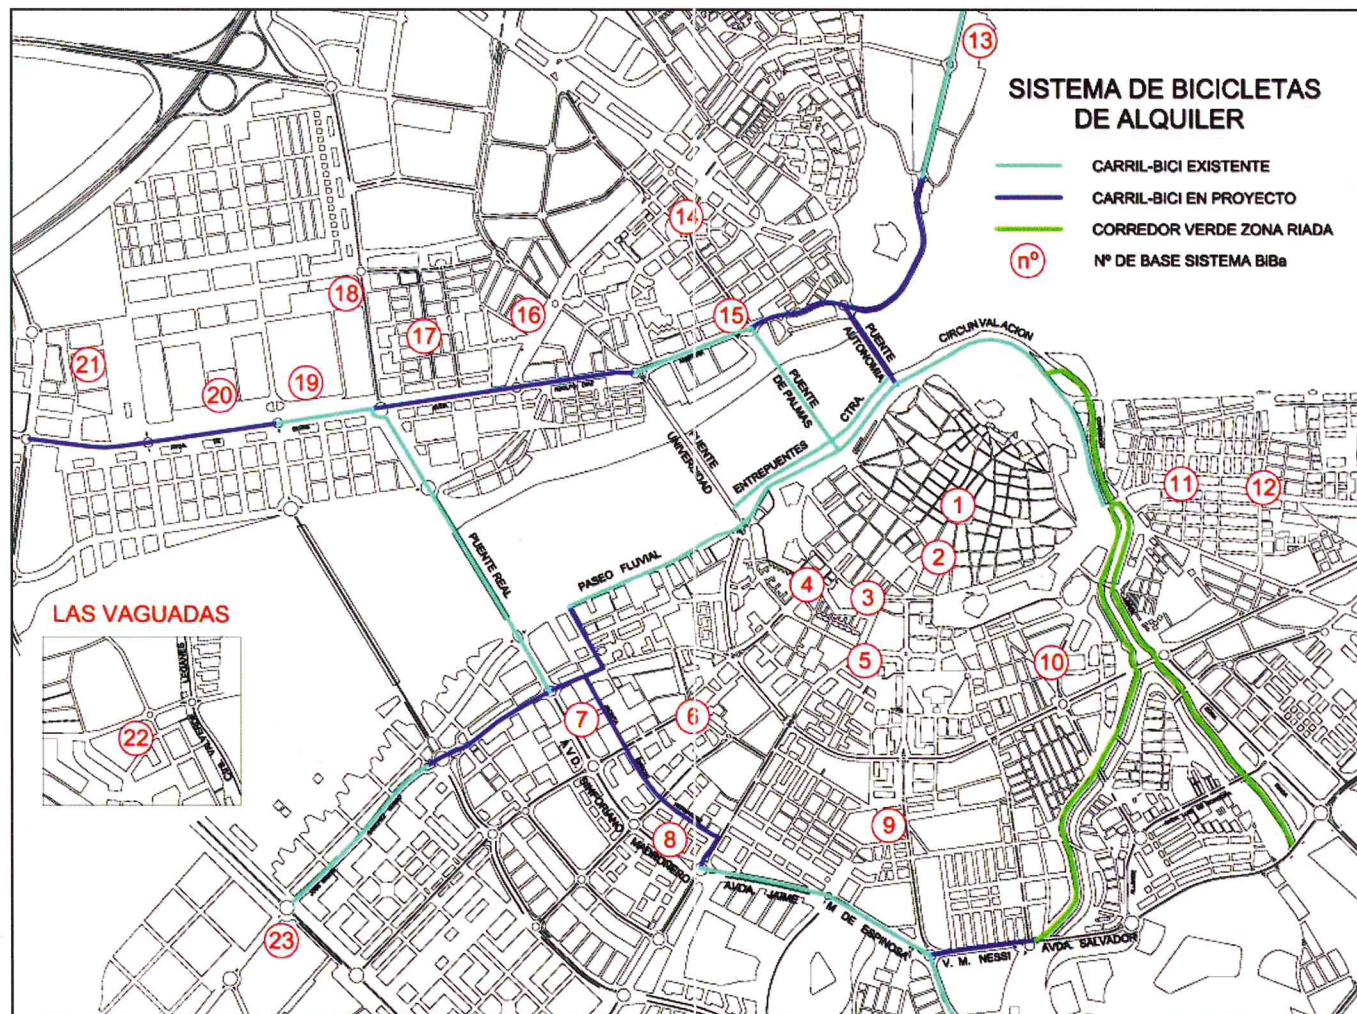 SISTEMA DE BICICLETAS
DE ALQUILER
CARRIL-BICI EXISTENTE
CARRIL-BICI EN PROYECTO
CORREDOR VERDE ZONA RIADA
nº
Nº DE BASE SISTEMA BiBa
13
14
15
16
17
18
19
20
21
PUENTE
AUTONOMIA
CIRCUNVALACION
CTRA.
PUENTE
DE PALMAS
ENTREPUENTES
UNIVERSIDAD
PUENTE REAL
PASEO FLUVIAL
1
2
3
4
5
6
7
8
9
10
11
12
LAS VAGUADAS
LEGANES
22
23
AVD. SINFORIANO MADROÑERO
AVDA. JAIME
M. DE ESPINOSA
V. M. NESSI
AVDA. SALVADOR